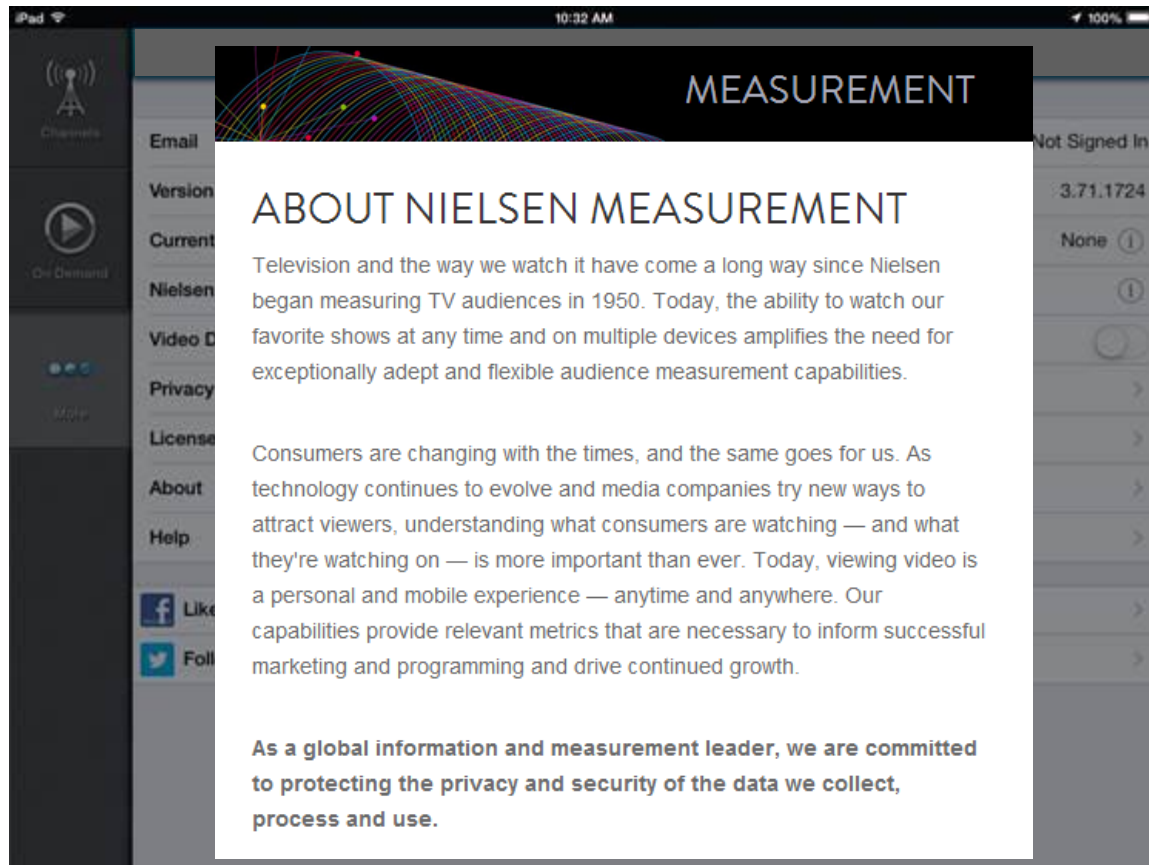 iPad
10:32 AM
100%
MEASUREMENT
Channels
Email
Not Signed In
Version
3.71.1724
ABOUT NIELSEN MEASUREMENT
Current
None
On Demand
Television and the way we watch it have come a long way since Nielsen
Nielsen
began measuring TV audiences in 1950. Today, the ability to watch our
Video D
favorite shows at any time and on multiple devices amplifies the need for
exceptionally adept and flexible audience measurement capabilities.
Privacy
More
License
Consumers are changing with the times, and the same goes for us. As
About
technology continues to evolve and media companies try new ways to
attract viewers, understanding what consumers are watching — and what
Help
they're watching on — is more important than ever. Today, viewing video is
a personal and mobile experience — anytime and anywhere. Our
f Like
capabilities provide relevant metrics that are necessary to inform successful
Foll
marketing and programming and drive continued growth.
As a global information and measurement leader, we are committed
to protecting the privacy and security of the data we collect,
process and use.